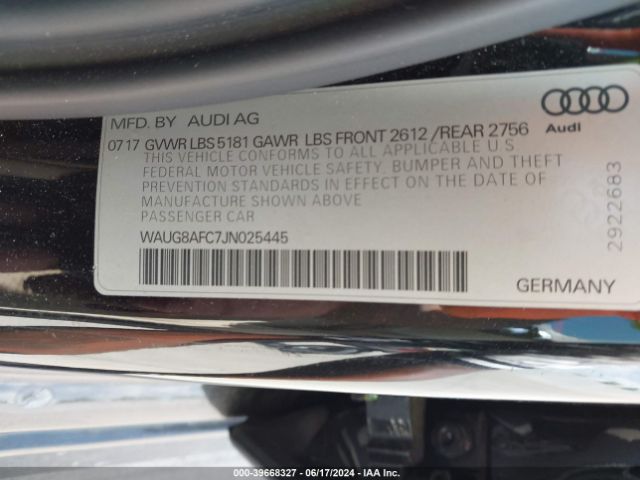 MFD. BY AUDI AG
07 17 GVWR LBS 5181 GAWR LBS FRONT 2612 /REAR 2756
THIS VEHICLE CONFORMS TO ALL APPLICABLE U S
FEDERAL MOTOR VEHICLE SAFETY, BUMPER AND THEFT
PREVENTION STANDARDS IN EFFECT ON THE DATE OF
MANUFACTURE SHOWN ABOVE
PASSENGER CAR
WAUG8AFC7JN025445
GERMANY
Audi
2922683
000-39668327 - 06/17/2024 - IAA Inc.